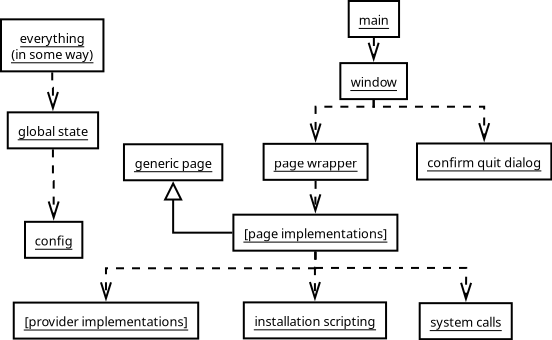 main
everything
(in some way)
window
global state
generic page
page wrapper
confirm quit dialog
config
[page implementations]
[provider implementations]
installation scripting
system calls